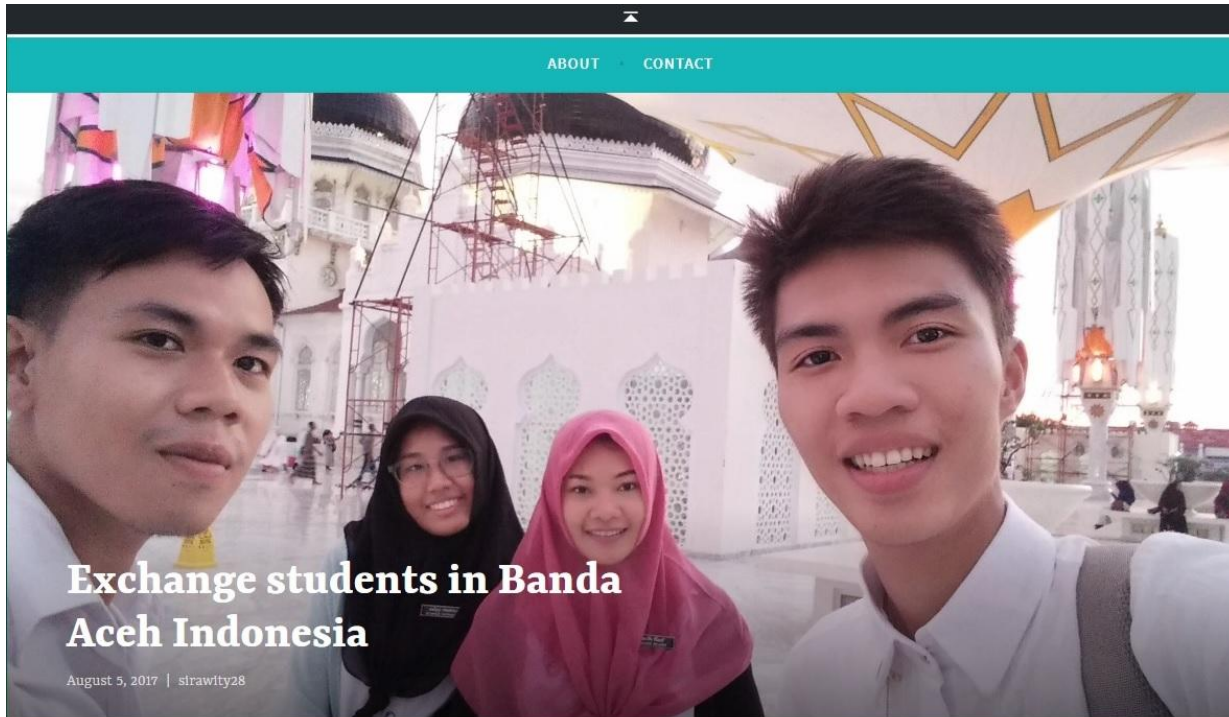 ABOUT · CONTACT
Exchange students in Banda
Aceh Indonesia
August 5, 2017 | sirawity28